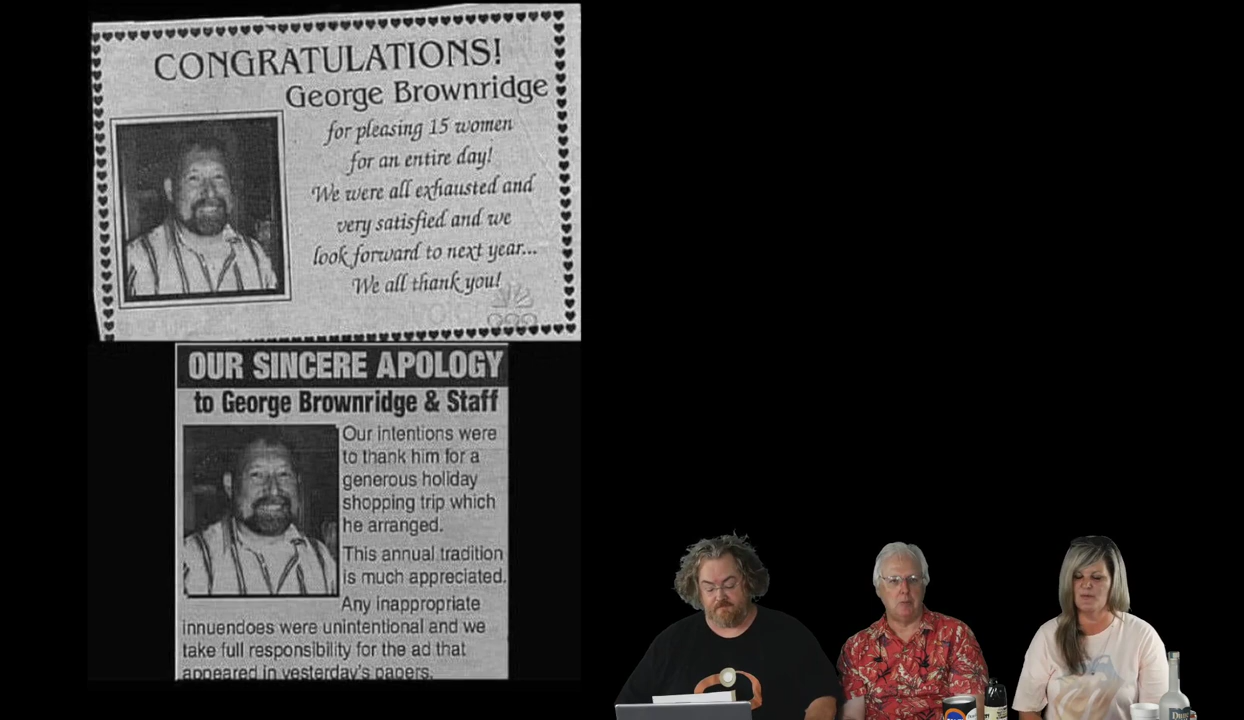 CONGRATULATIONS!
George Brownridge
for pleasing 15 women
for an entire day!
We were all exhausted and
very satisfied and we
look forward to next year...
We all thank you!
OUR SINCERE APOLOGY
to George Brownridge & Staff
Our intentions were
to thank him for a
generous holiday
shopping trip which
he arranged.
This annual tradition
is much appreciated.
Any inappropriate
innuendoes were unintentional and we
take full responsibility for the ad that
appeared in yesterday's papers.